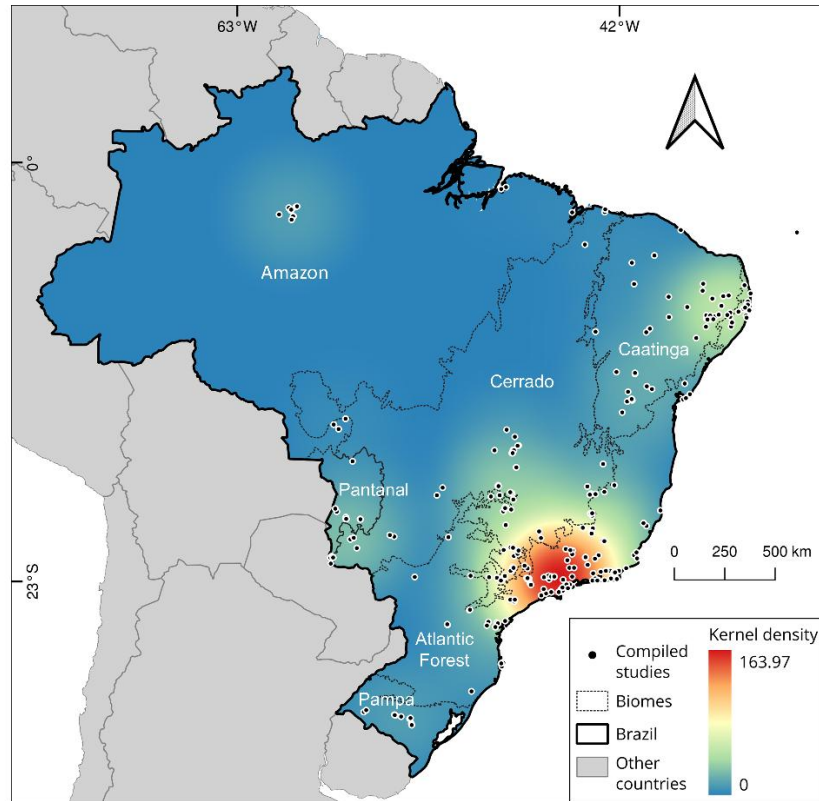 63°W
42°W
0°
Amazon
Caatinga
Cerrado
Pantanal
0 250 500 km
23°S
Atlantic
Forest
Pampa
Compiled
studies
Biomes
Brazil
Other
countries
Kernel density
163.97
0